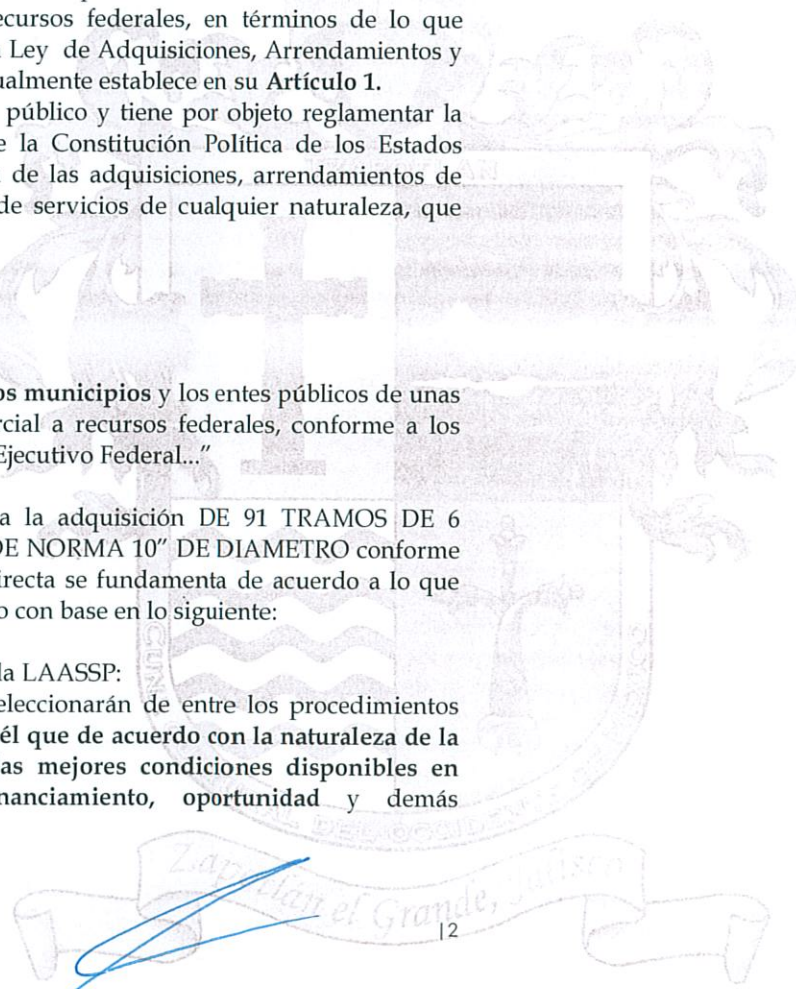 ecursos federales, en términos de lo que
Ley de Adquisiciones, Arrendamientos y
ualmente establece en su Artículo 1.
público y tiene por objeto reglamentar la
e la Constitución Política de los Estados
de las adquisiciones, arrendamientos de
de servicios de cualquier naturaleza, que
os municipios y los entes públicos de unas
rcial a recursos federales, conforme a los
Ejecutivo Federal..."
a la adquisición DE 91 TRAMOS DE 6
DE NORMA 10" DE DIAMETRO conforme
irecta se fundamenta de acuerdo a lo que
o con base en lo siguiente:
la LAASSP:
eleccionarán de entre los procedimientos
él que de acuerdo con la naturaleza de la
as mejores condiciones disponibles en
nanciamiento, oportunidad y demás
Zapotlán el Grande, Jalisco
|2